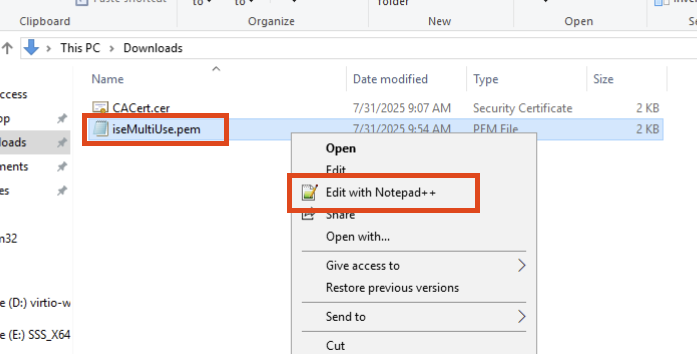 Paste shortcut
to to folder
Clipboard Organize New Open
This PC > Downloads
Name Date modified Type Size
CACert.cer 7/31/2025 9:07 AM Security Certificate 2 KB
iseMultiUse.pem 7/31/2025 9:54 AM PEM File 2 KB
ccess
op
loads
ments
es
n32
e (D:) virtio-w
e (E:) SSS_X64
Open
Edit
Edit with Notepad++
Share
Open with...
Give access to
Restore previous versions
Send to
Cut